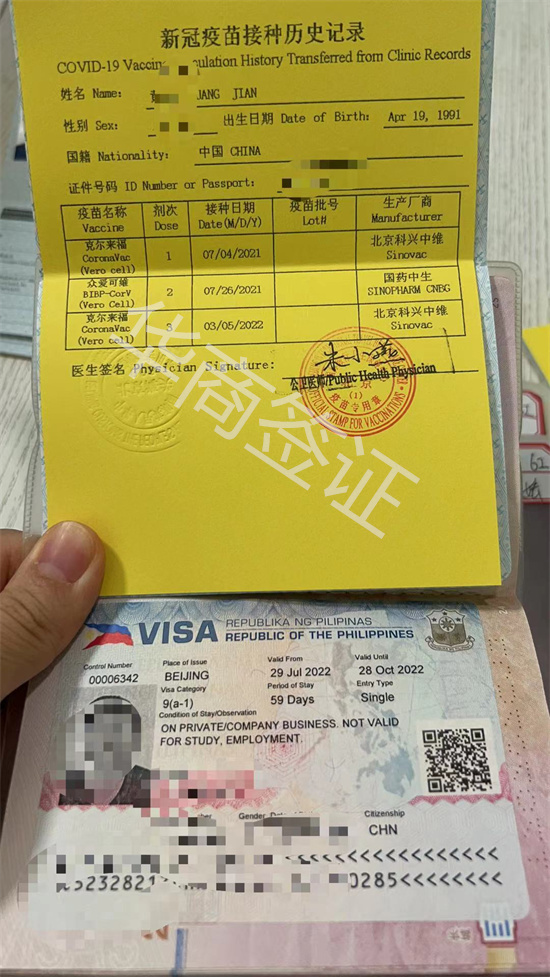 新冠疫苗接种历史记录
COVID-19 Vaccin ulation History Transferred from Clinic Records
姓名 Name: JIANG JIAN
性别 Sex: 出生日期 Date of Birth: Apr 19, 1991
国籍 Nationality: 中国 CHINA
证件号码 ID Number or Passport:
疫苗名称 剂次 接种日期 疫苗批号 生产厂商
Vaccine Dose Date(M/D/Y) Lot# Manufacturer
克尔来福 北京科兴中维
CoronaVac 1 07/04/2021 Sinovac
(Vero cell)
众爱可维 国药中生
BIBP-CorV 2 07/26/2021 SINOPHARM CNBG
(Vero Cell)
克尔来福 北京科兴中维
CoronaVac 3 03/05/2022 Sinovac
(Vero cell)
医生签名 Physician Signature:
公卫医师/Public Health Physician
(1)
疫苗专用章
OFFICIAL STAMP FOR VACCINATIONS
华商签证
VISA
REPUBLIKA NG PILIPINAS
REPUBLIC OF THE PHILIPPINES
Control Number Place of Issue Valid From Valid Until
00006342 BEIJING 29 Jul 2022 28 Oct 2022
Visa Category Period of Stay Entry Type
9(a-1) 59 Days Single
Condition of Stay/Observation
ON PRIVATE/COMPANY BUSINESS. NOT VALID
FOR STUDY, EMPLOYMENT.
Gender Citizenship
CHN
<<<<<<<<<<<<<<<<<
5232821 0285<<<<<<<<